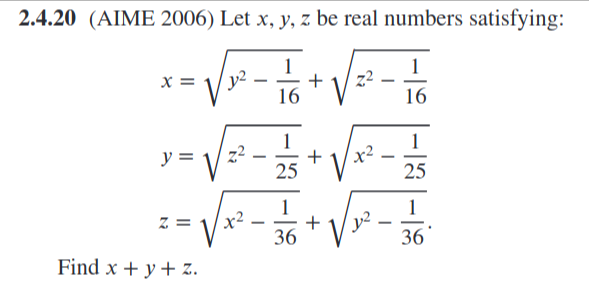 2.4.20 (AIME 2006) Let x, y, z be real numbers satisfying:
x = √(y² − 1/16) + √(z² − 1/16)
y = √(z² − 1/25) + √(x² − 1/25)
z = √(x² − 1/36) + √(y² − 1/36).
Find x + y + z.